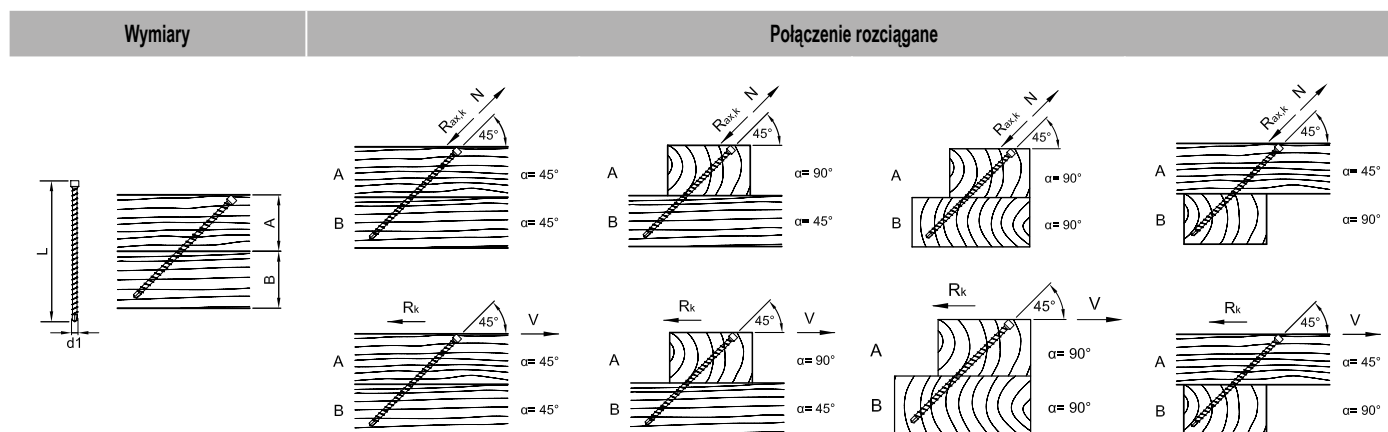 Wymiary
Połączenie rozciągane
L
d1
A
B
Rax,k
N
45°
A
B
α= 45°
α= 45°
Rax,k
N
45°
A
B
α= 90°
α= 45°
Rax,k
N
45°
A
B
α= 90°
α= 90°
Rax,k
N
45°
A
B
α= 45°
α= 90°
Rk
45°
V
A
B
α= 45°
α= 45°
Rk
45°
V
A
B
α= 90°
α= 45°
Rk
45°
V
A
B
α= 90°
α= 90°
Rk
45°
V
A
B
α= 45°
α= 90°